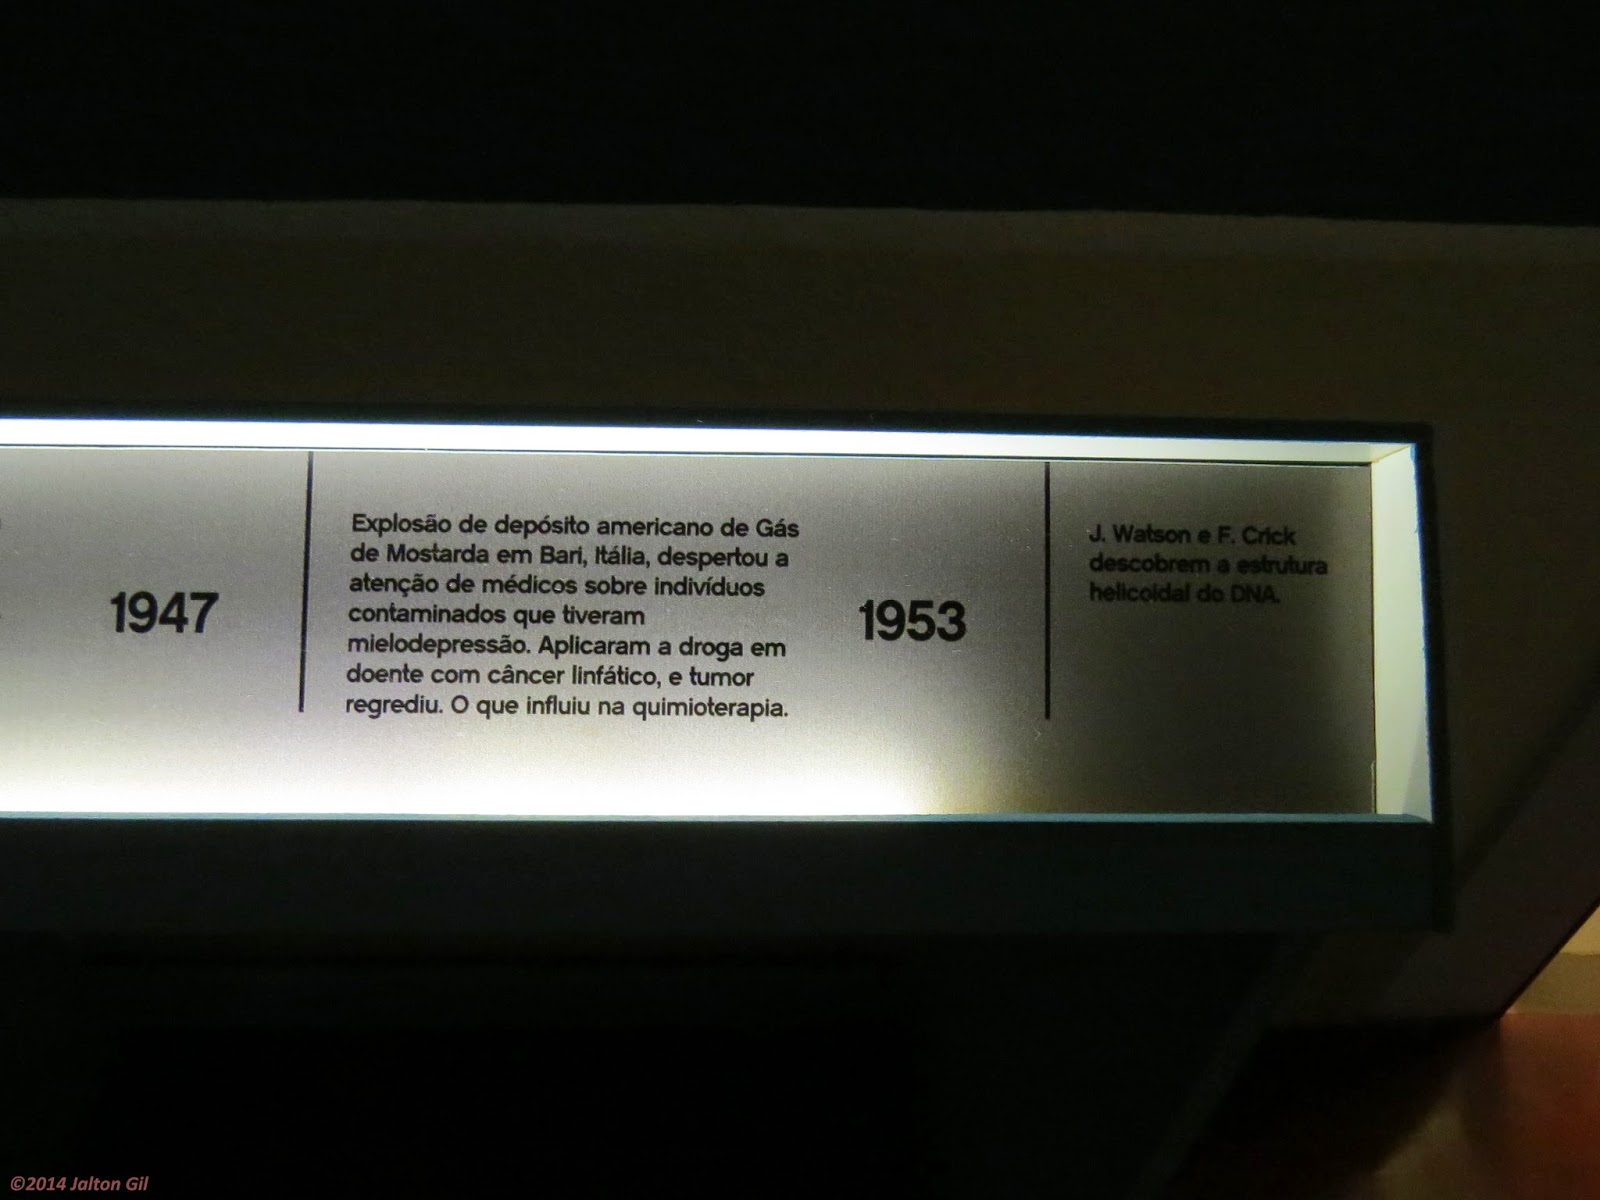 1947
Explosão de depósito americano de Gás
de Mostarda em Bari, Itália, despertou a
atenção de médicos sobre indivíduos
contaminados que tiveram
mielodepressão. Aplicaram a droga em
doente com câncer linfático, e tumor
regrediu. O que influiu na quimioterapia.
1953
J. Watson e F. Crick
descobrem a estrutura
helicoidal do DNA.
©2014 Jalton Gil